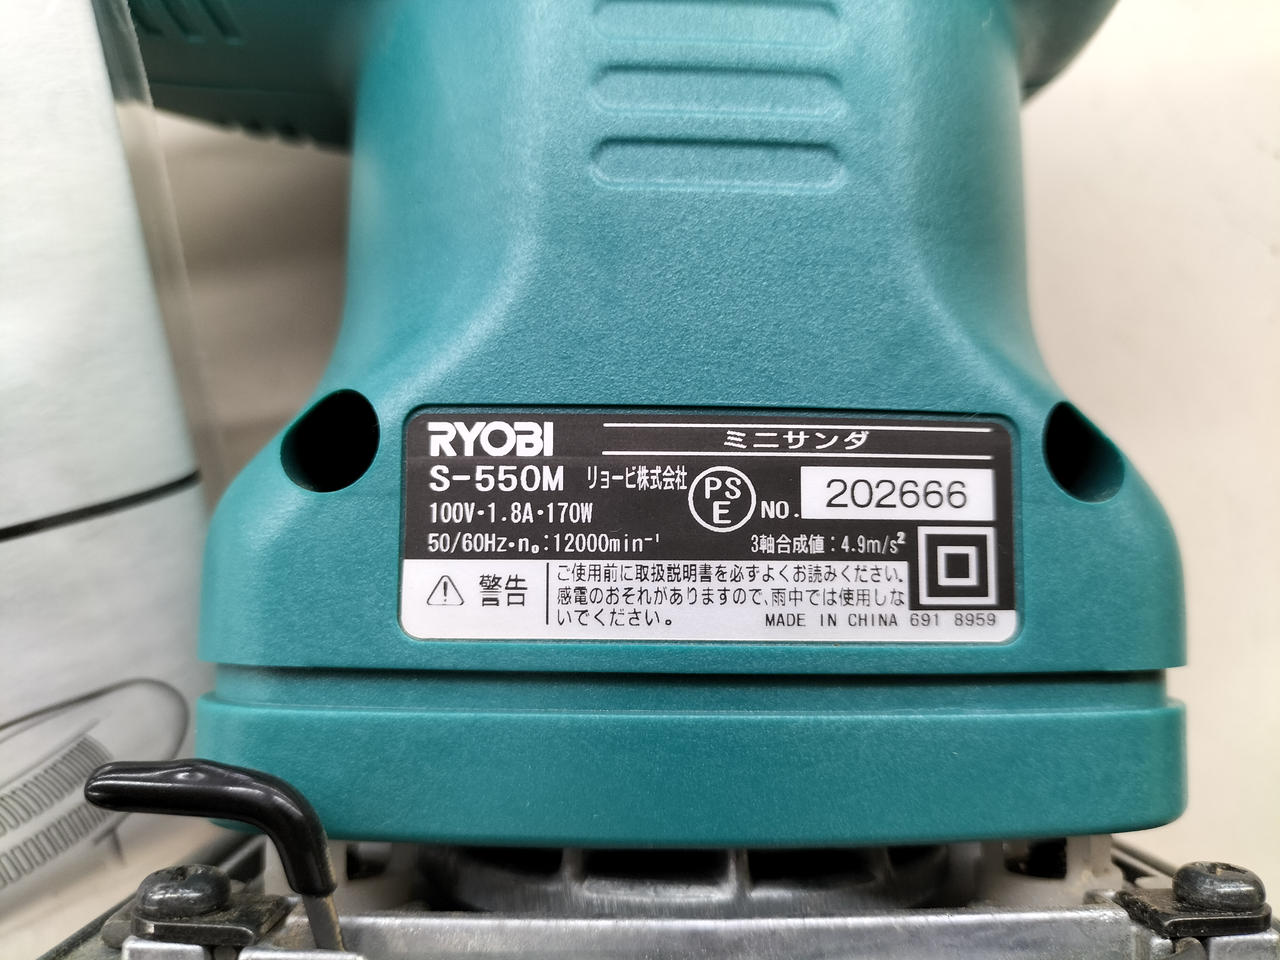 RYOBI
ミニサンダ
S-550M リョービ株式会社
PSE
NO. 202666
100V・1.8A・170W
50/60Hz・n₀:12000min⁻¹
3軸合成値:4.9m/s²
警告
ご使用前に取扱説明書を必ずよくお読みください。
感電のおそれがありますので、雨中では使用しな
いでください。
MADE IN CHINA 691 8959